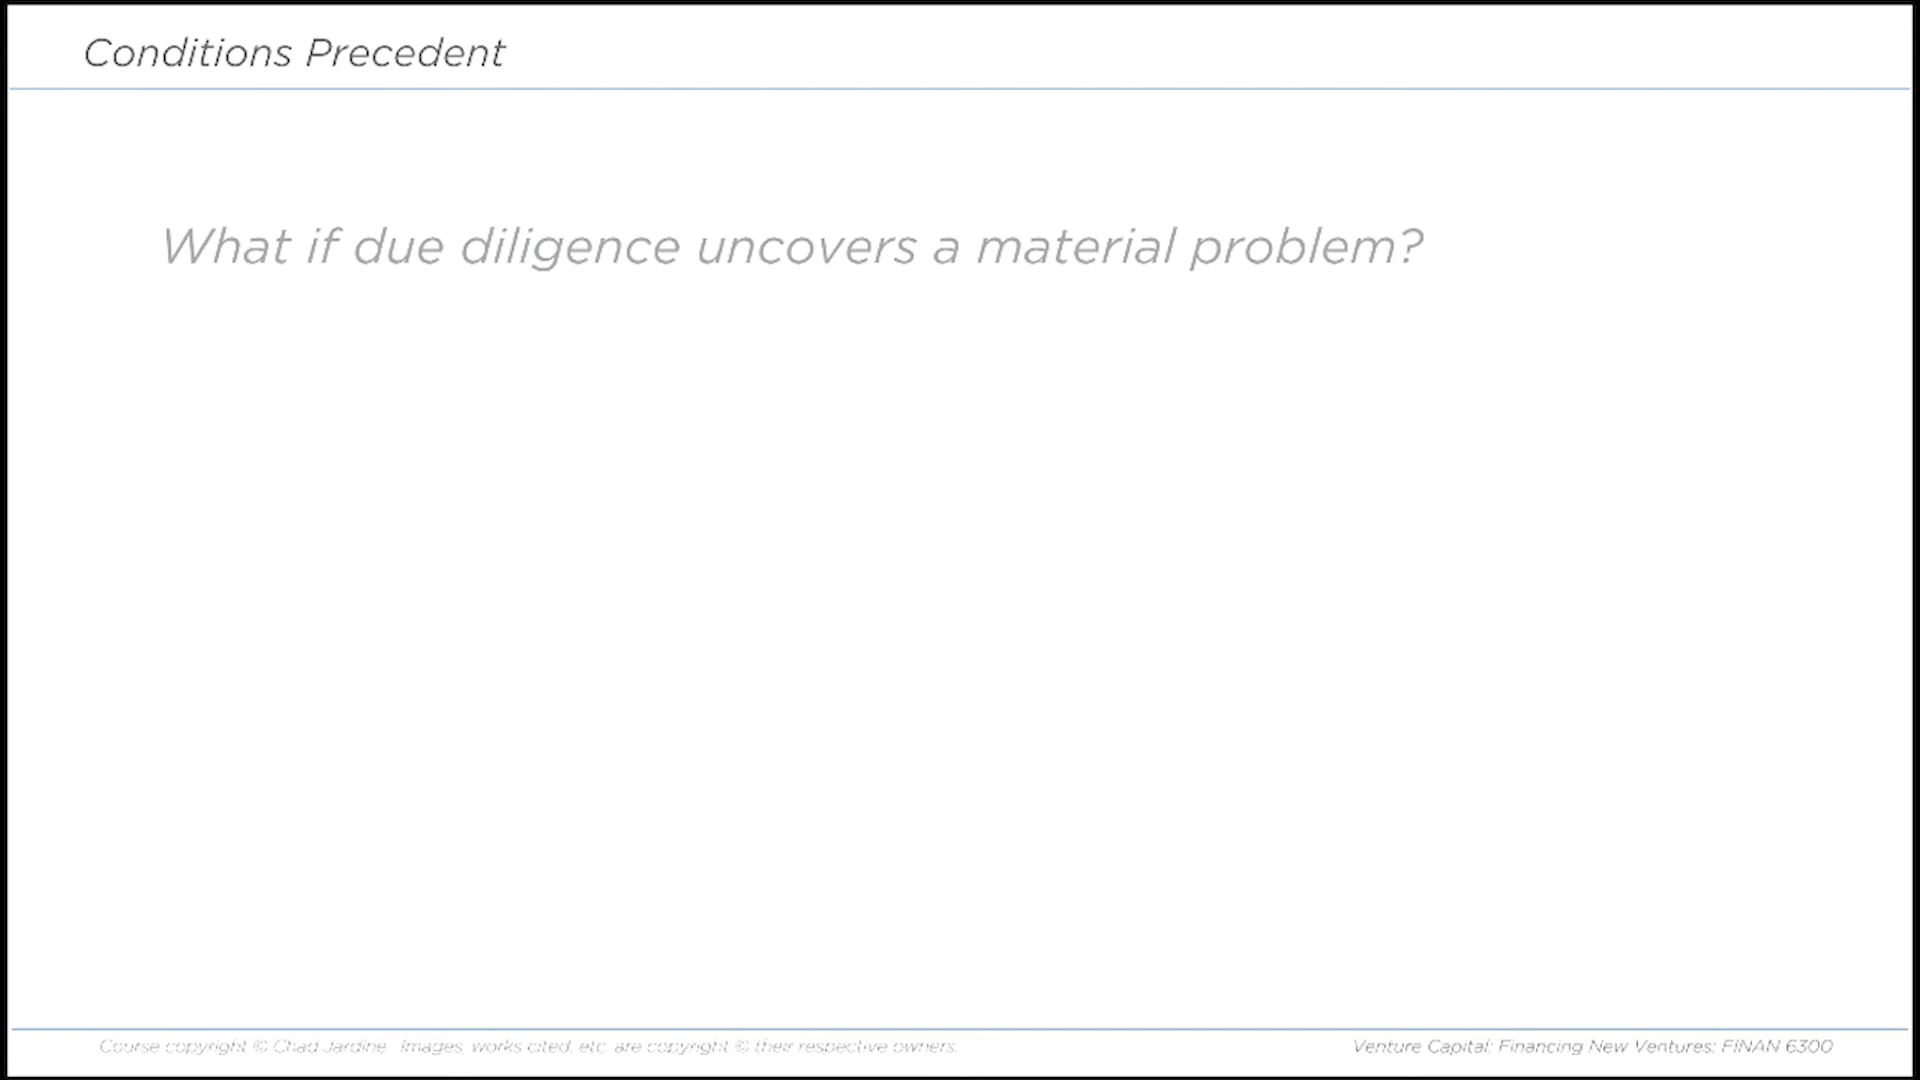 Conditions Precedent
What if due diligence uncovers a material problem?
Course copyright © Chad Jardine. Images, works cited, etc. are copyright © their respective owners.
Venture Capital: Financing New Ventures: FINAN 6300